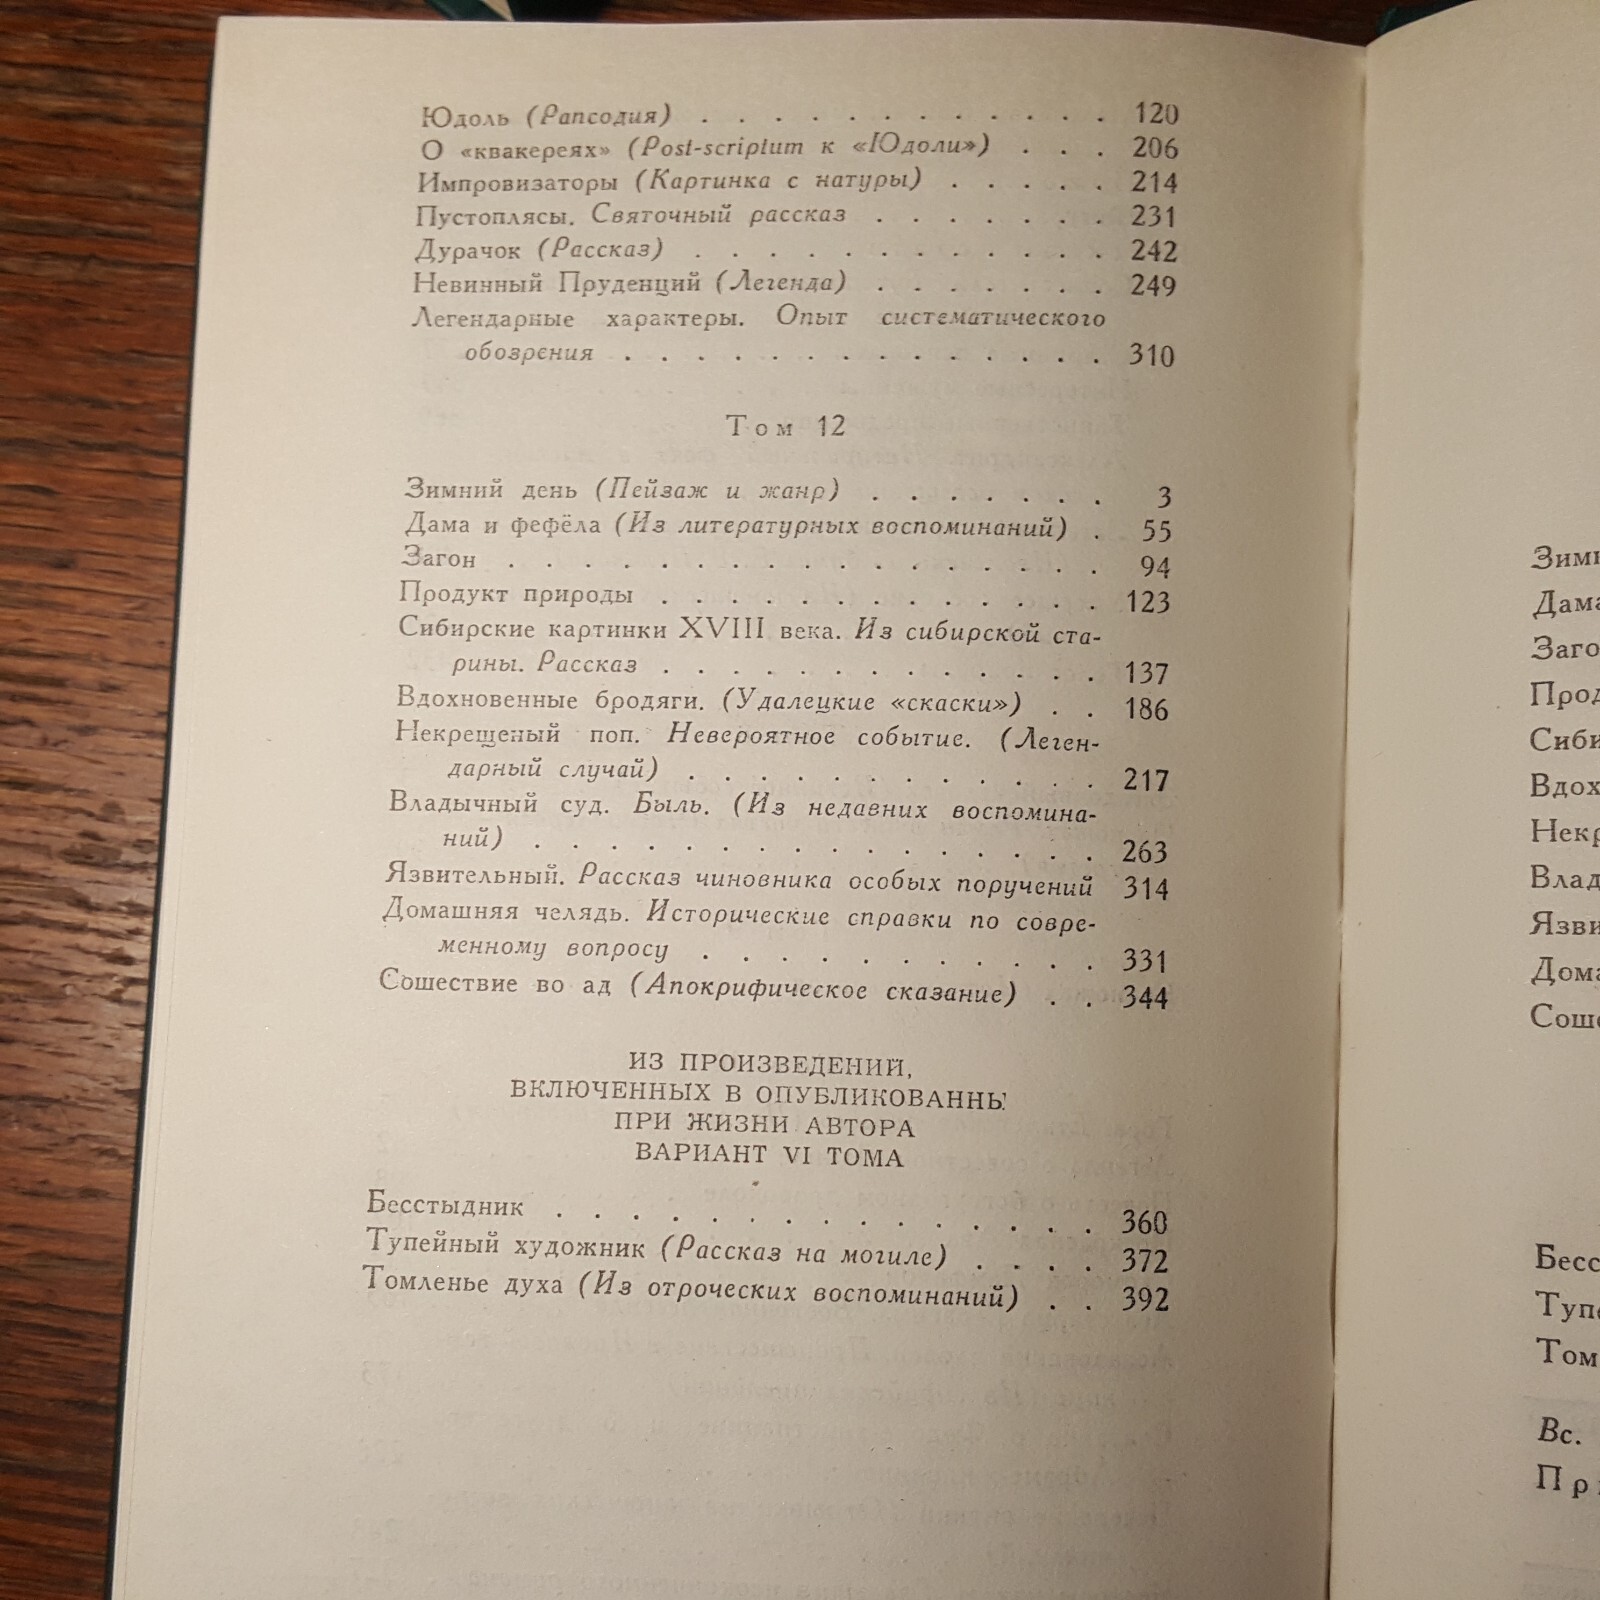 Юдоль (Рапсодия) . . . . . . . . . . . . 120
О «квакереях» (Post-scriptum к «Юдоли») . . . 206
Импровизаторы (Картинка с натуры) . . . . . 214
Пустоплясы. Святочный рассказ . . . . . . . 231
Дурачок (Рассказ) . . . . . . . . . . . . 242
Невинный Пруденций (Легенда) . . . . . . . 249
Легендарные характеры. Опыт систематического
обозрения . . . . . . . . . . . . . . 310
Том 12
Зимний день (Пейзаж и жанр) . . . . . . . 3
Дама и фефёла (Из литературных воспоминаний) . 55
Загон . . . . . . . . . . . . . . . . . 94
Продукт природы . . . . . . . . . . . . 123
Сибирские картинки XVIII века. Из сибирской ста-
рины. Рассказ . . . . . . . . . . . . 137
Вдохновенные бродяги. (Удалецкие «скаски») . . 186
Некрещеный поп. Невероятное событие. (Леген-
дарный случай) . . . . . . . . . . . 217
Владычный суд. Быль. (Из недавних воспомина-
ний) . . . . . . . . . . . . . . . . 263
Язвительный. Рассказ чиновника особых поручений 314
Домашняя челядь. Исторические справки по совре-
менному вопросу . . . . . . . . . . . 331
Сошествие во ад (Апокрифическое сказание) . . 344
ИЗ ПРОИЗВЕДЕНИЙ,
ВКЛЮЧЕННЫХ В ОПУБЛИКОВАННЫ
ПРИ ЖИЗНИ АВТОРА
ВАРИАНТ VI ТОМА
Бесстыдник . . . . . . . . . . . . . . 360
Тупейный художник (Рассказ на могиле) . . . . 372
Томленье духа (Из отроческих воспоминаний) . . 392
Вс.